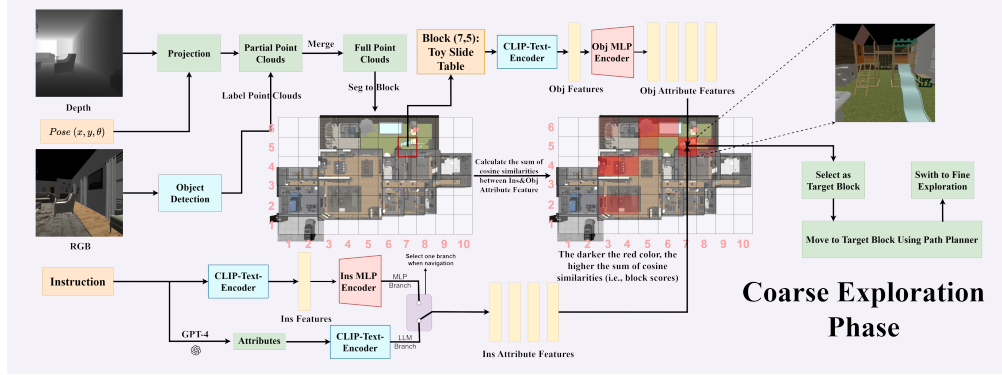 Depth
Pose (x, y, θ)
RGB
Projection
Partial Point
Clouds
Merge
Full Point
Clouds
Label Point Clouds
Seg to Block
Object
Detection
Block (7,5):
Toy Slide
Table
CLIP-Text-
Encoder
Obj Features
Obj MLP
Encoder
Obj Attribute Features
6
5
4
3
2
1
1 2 3 4 5 6 7 8 9 10
Calculate the sum of
cosine similarities
between Ins&Obj
Attribute Feature
6
5
4
3
2
1
1 2 3 4 5 6 7 8 9 10
The darker the red color, the
higher the sum of cosine
similarities (i.e., block scores)
Select as
Target Block
Swith to Fine
Exploration
Move to Target Block Using Path Planner
Instruction
CLIP-Text-
Encoder
Ins Features
Ins MLP
Encoder
MLP
Branch
Select one branch
when navigation
GPT-4
Attributes
CLIP-Text-
Encoder
LLM
Branch
Ins Attribute Features
Coarse Exploration
Phase